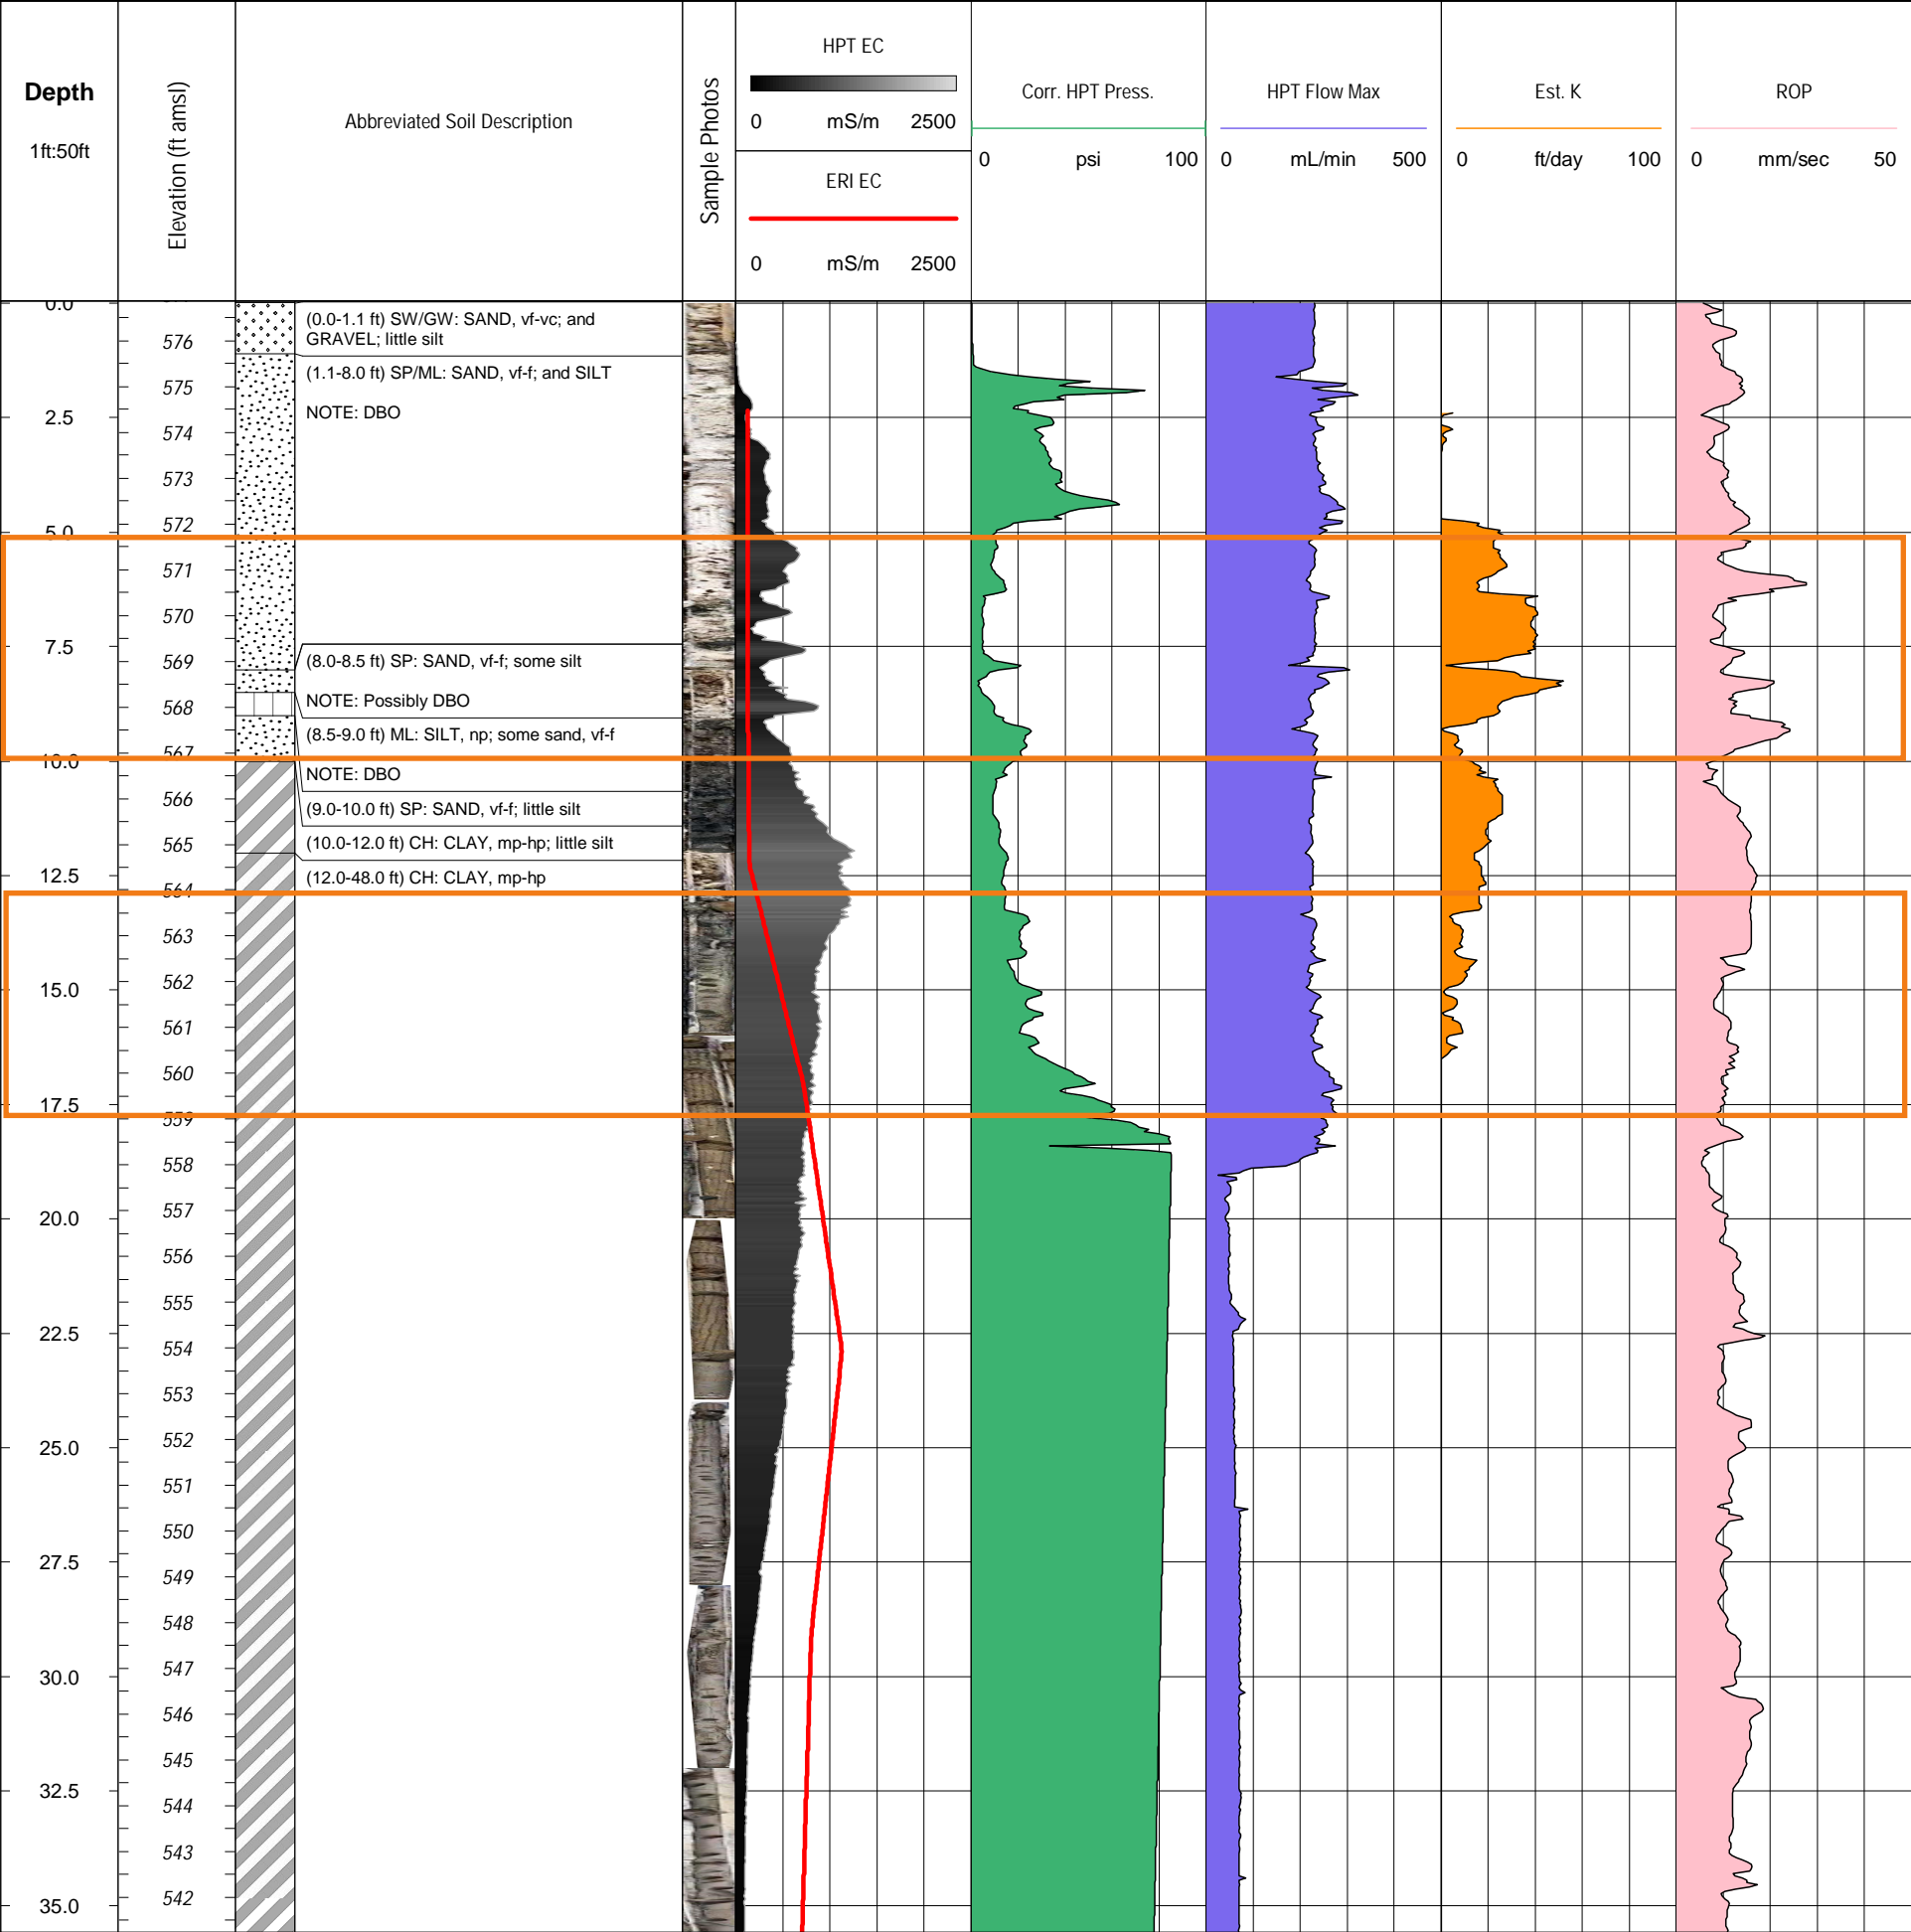 Depth
1ft:50ft
Elevation (ft amsl)
Abbreviated Soil Description
Sample Photos
HPT EC
0 mS/m 2500
ERI EC
0 mS/m 2500
Corr. HPT Press.
0 psi 100
HPT Flow Max
0 mL/min 500
Est. K
0 ft/day 100
ROP
0 mm/sec 50
0.0
2.5
5.0
7.5
10.0
12.5
15.0
17.5
20.0
22.5
25.0
27.5
30.0
32.5
35.0
576
575
574
573
572
571
570
569
568
567
566
565
564
563
562
561
560
559
558
557
556
555
554
553
552
551
550
549
548
547
546
545
544
543
542
(0.0-1.1 ft) SW/GW: SAND, vf-vc; and
GRAVEL; little silt
(1.1-8.0 ft) SP/ML: SAND, vf-f; and SILT
NOTE: DBO
(8.0-8.5 ft) SP: SAND, vf-f; some silt
NOTE: Possibly DBO
(8.5-9.0 ft) ML: SILT, np; some sand, vf-f
NOTE: DBO
(9.0-10.0 ft) SP: SAND, vf-f; little silt
(10.0-12.0 ft) CH: CLAY, mp-hp; little silt
(12.0-48.0 ft) CH: CLAY, mp-hp